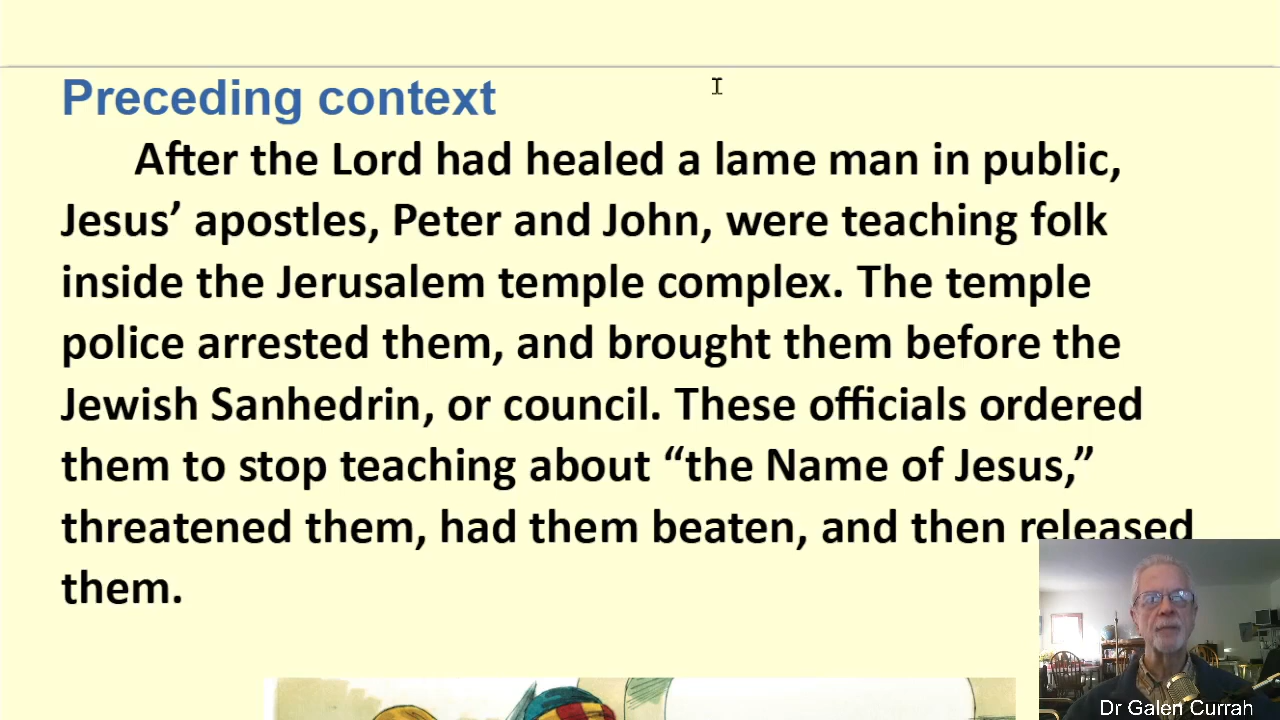 Preceding context
After the Lord had healed a lame man in public,
Jesus’ apostles, Peter and John, were teaching folk
inside the Jerusalem temple complex. The temple
police arrested them, and brought them before the
Jewish Sanhedrin, or council. These officials ordered
them to stop teaching about “the Name of Jesus,”
threatened them, had them beaten, and then released
them.
Dr Galen Currah